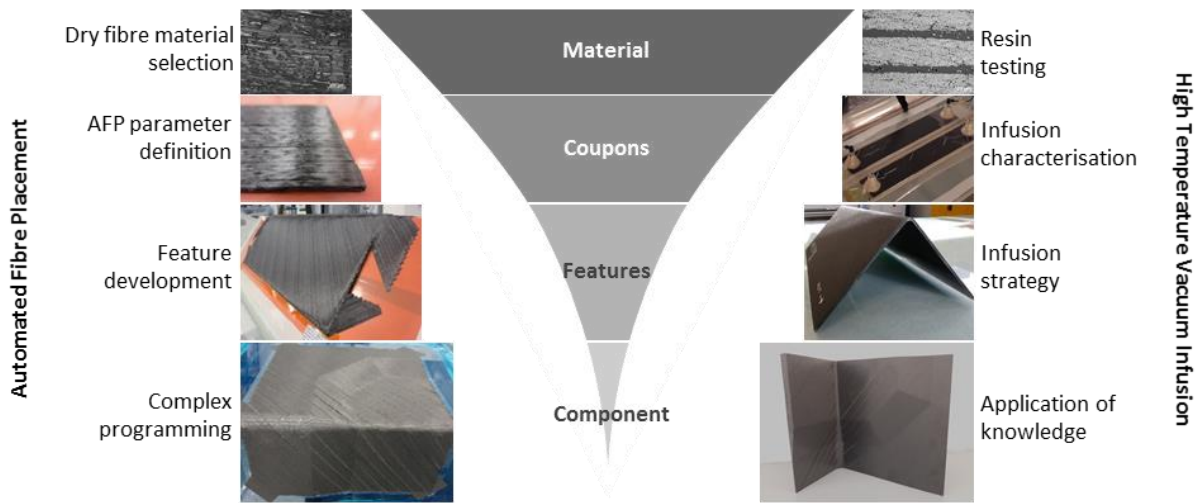 Automated Fibre Placement
Dry fibre material
selection
Material
Resin
testing
AFP parameter
definition
Coupons
Infusion
characterisation
Feature
development
Features
Infusion
strategy
Complex
programming
Component
Application of
knowledge
High Temperature Vacuum Infusion